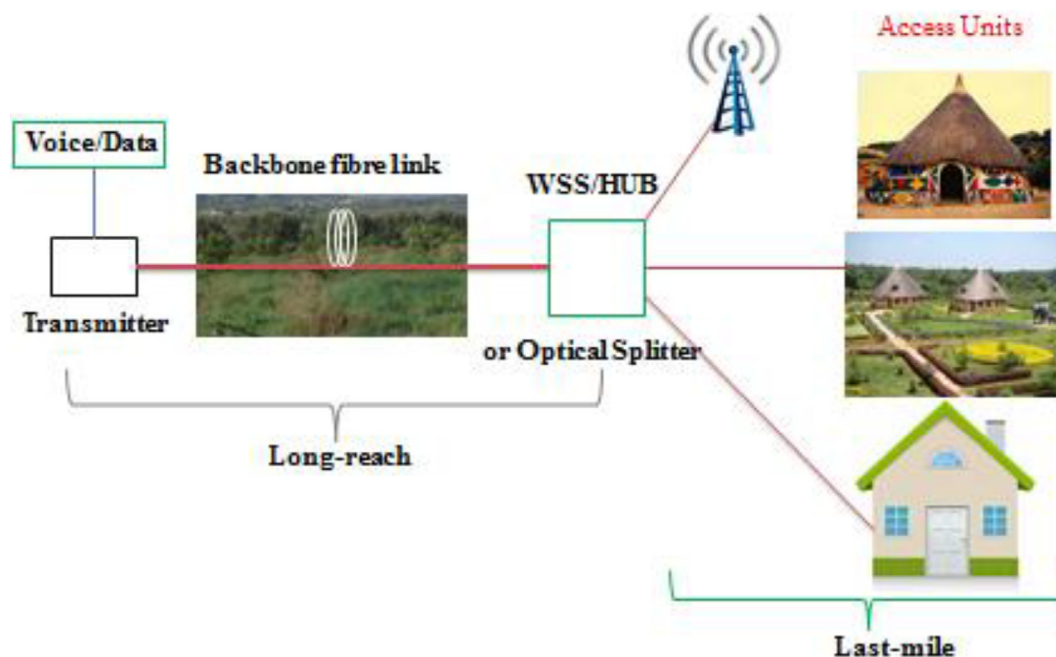 Access Units
Voice/Data
Backbone fibre link
WSS/HUB
Transmitter
or Optical Splitter
Long-reach
Last-mile